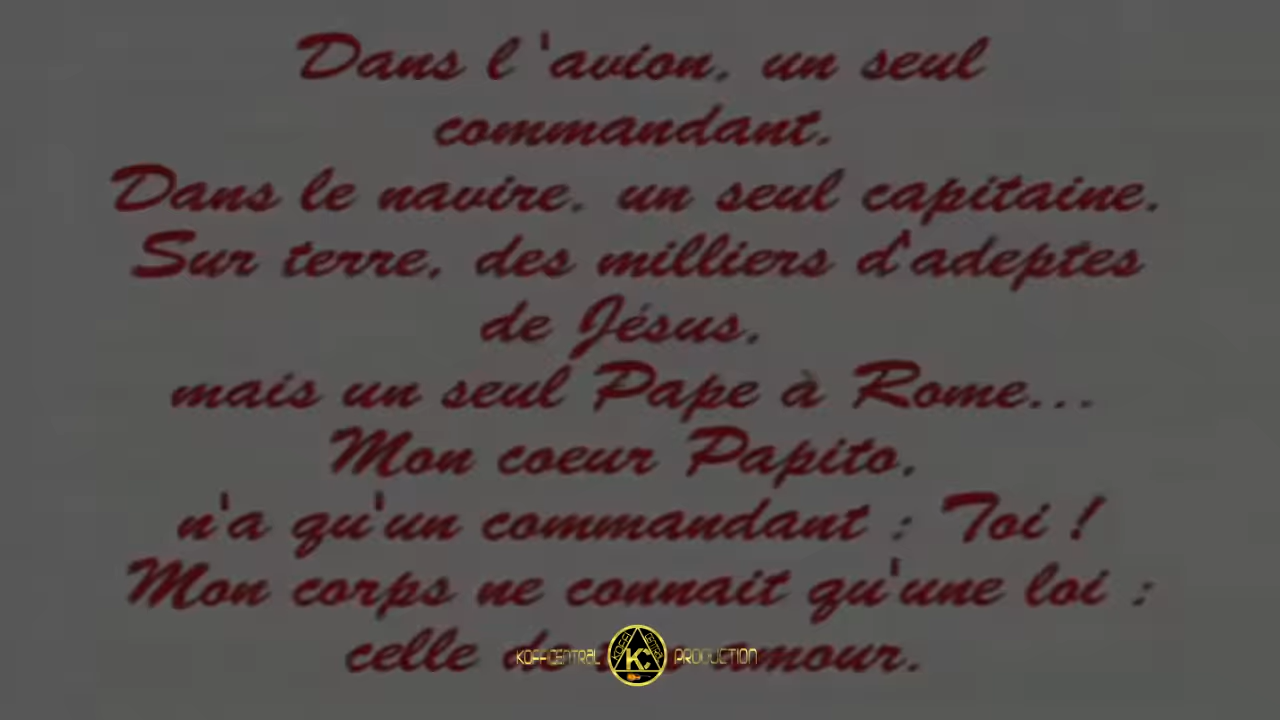 Dans l'avion, un seul
commandant.
Dans le navire, un seul capitaine.
Sur terre, des milliers d'adeptes
de Jésus,
mais un seul Pape à Rome...
Mon coeur Papito,
n'a qu'un commandant : Toi !
Mon corps ne connait qu'une loi :
celle de amour.
KOFFICENTRAL KC PRODUCTION